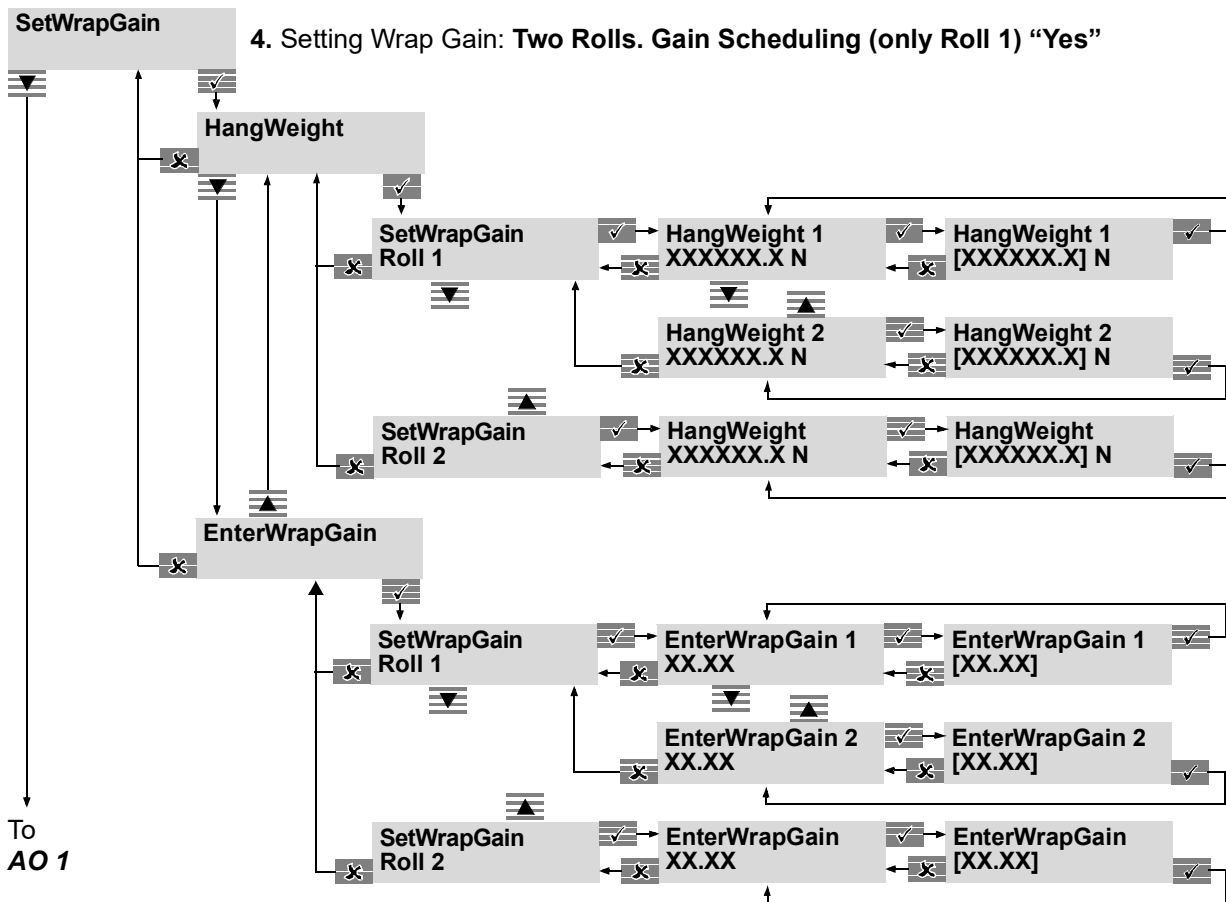 SetWrapGain
4. Setting Wrap Gain: Two Rolls. Gain Scheduling (only Roll 1) “Yes”
HangWeight
SetWrapGain
Roll 1
HangWeight 1
XXXXXX.X N
HangWeight 1
[XXXXXX.X] N
HangWeight 2
XXXXXX.X N
HangWeight 2
[XXXXXX.X] N
SetWrapGain
Roll 2
HangWeight
XXXXXX.X N
HangWeight
[XXXXXX.X] N
EnterWrapGain
SetWrapGain
Roll 1
EnterWrapGain 1
XX.XX
EnterWrapGain 1
[XX.XX]
EnterWrapGain 2
XX.XX
EnterWrapGain 2
[XX.XX]
To
AO 1
SetWrapGain
Roll 2
EnterWrapGain
XX.XX
EnterWrapGain
[XX.XX]